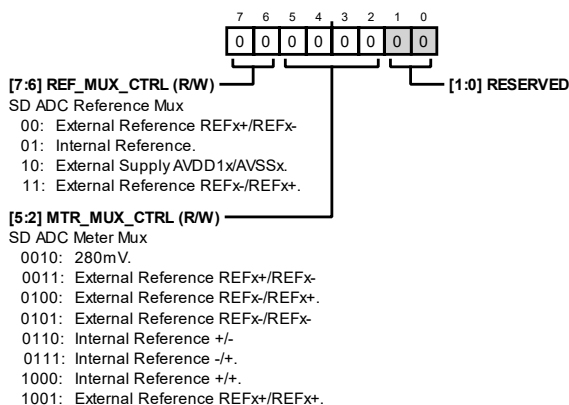 7 6 5 4 3 2 1 0
0 0 0 0 0 0 0 0
[7:6] REF_MUX_CTRL (R/W)
[1:0] RESERVED
SD ADC Reference Mux
00: External Reference REFx+/REFx-
01: Internal Reference.
10: External Supply AVDD1x/AVSSx.
11: External Reference REFx-/REFx+.
[5:2] MTR_MUX_CTRL (R/W)
SD ADC Meter Mux
0010: 280mV.
0011: External Reference REFx+/REFx-
0100: External Reference REFx-/REFx+.
0101: External Reference REFx-/REFx-
0110: Internal Reference +/-
0111: Internal Reference -/+.
1000: Internal Reference +/+.
1001: External Reference REFx+/REFx+.